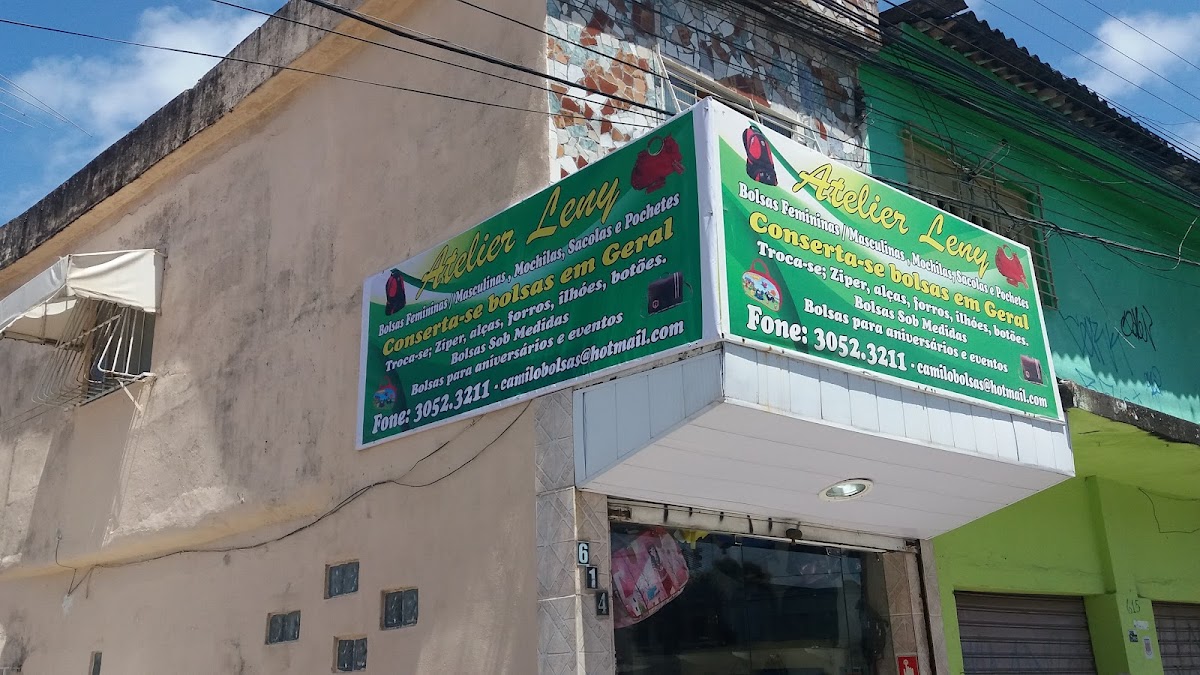 Atelier Leny
Bolsas Femininas / Masculinas, Mochilas, Sacolas e Pochetes
Conserta-se bolsas em Geral
Troca-se; Ziper, alças, forros, ilhóes, botões.
Bolsas Sob Medidas
Bolsas para aniversários e eventos
Fone: 3052.3211 · camilobolsas@hotmail.com
Atelier Leny
Bolsas Femininas / Masculinas, Mochilas, Sacolas e Pochetes
Conserta-se bolsas em Geral
Troca-se; Ziper, alças, forros, ilhóes, botões.
Bolsas Sob Medidas
Bolsas para aniversários e eventos
Fone: 3052.3211 · camilobolsas@hotmail.com
614
615